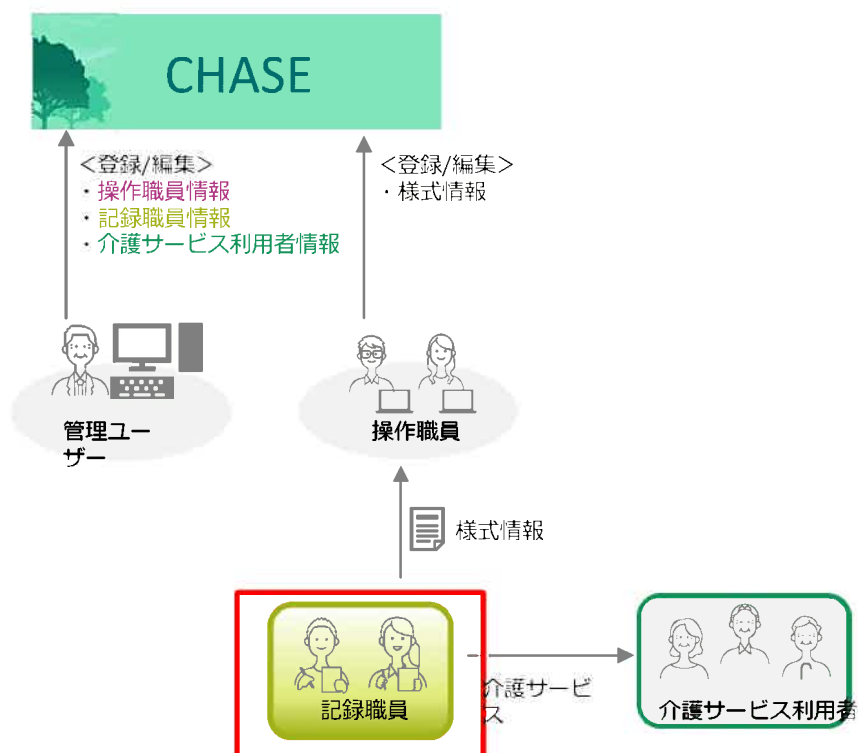 CHASE
＜登録/編集＞
・操作職員情報
・記録職員情報
・介護サービス利用者情報
＜登録/編集＞
・様式情報
管理ユー
ザー
操作職員
様式情報
記録職員
介護サービ
ス
介護サービス利用者